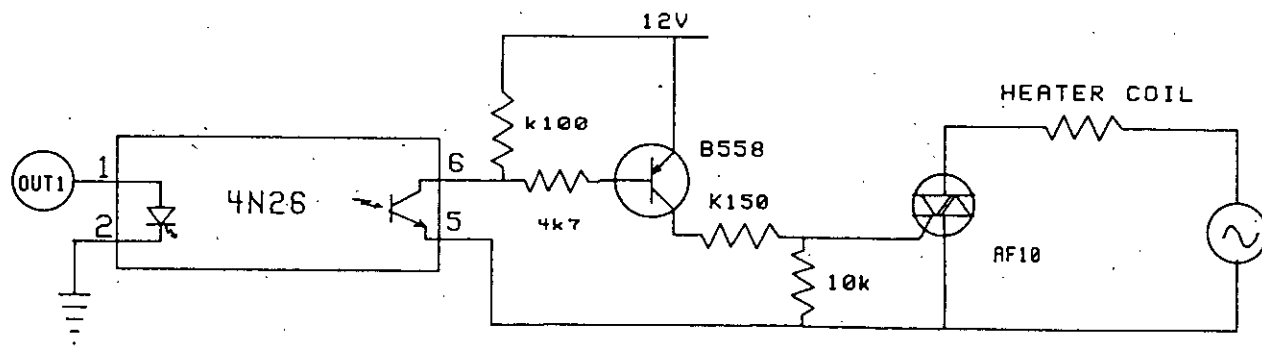 12V
HEATER COIL
k100
B558
1
6
OUT1
4N26
K150
2
5
4k7
AF10
10k